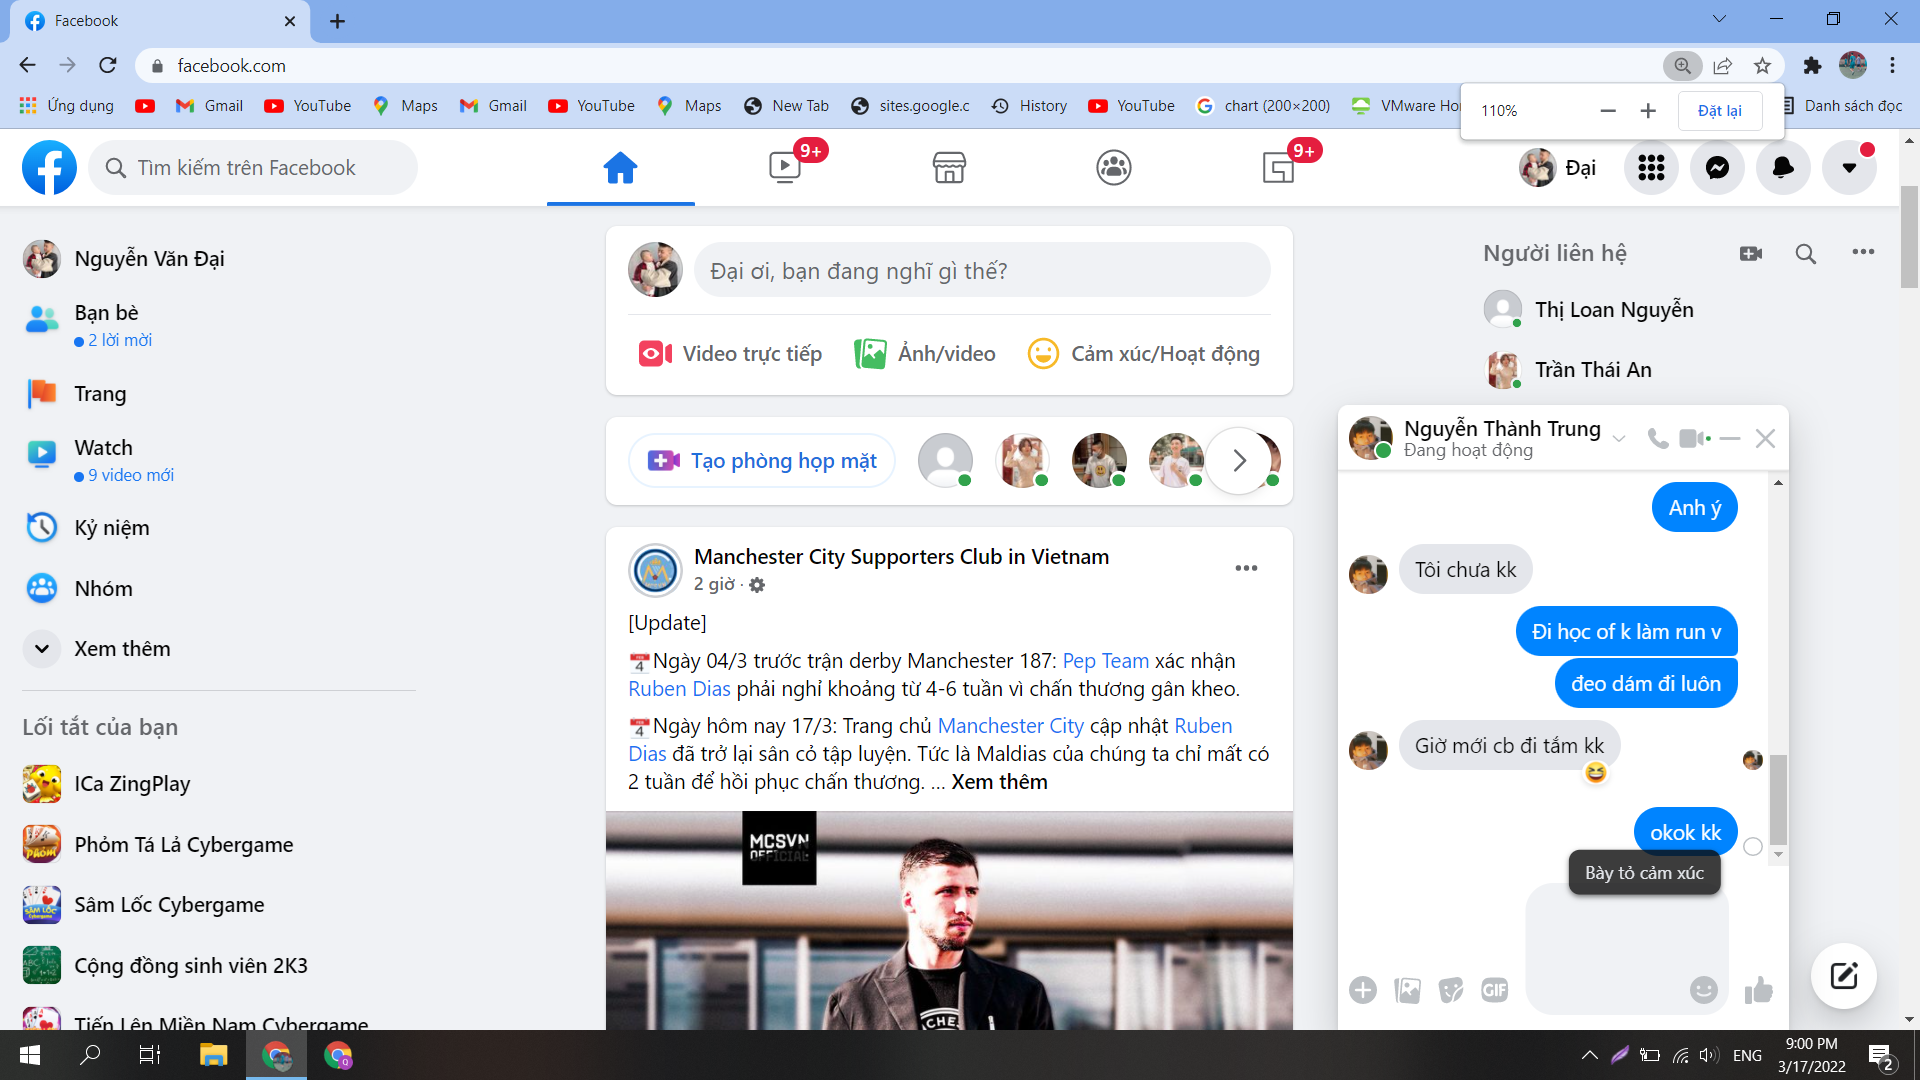 Facebook
facebook.com
Ứng dụng
Gmail
YouTube
Maps
Gmail
YouTube
Maps
New Tab
sites.google.c
History
YouTube
chart (200×200)
VMware Ho
Danh sách đọc
110%
Đặt lại
Tìm kiếm trên Facebook
9+
9+
Đại
Nguyễn Văn Đại
Bạn bè
2 lời mời
Trang
Watch
9 video mới
Kỷ niệm
Nhóm
Xem thêm
Lối tắt của bạn
ICa ZingPlay
Phỏm Tá Lả Cybergame
Sâm Lốc Cybergame
Cộng đồng sinh viên 2K3
Tiến Lên Miền Nam Cybergame
Đại ơi, bạn đang nghĩ gì thế?
Video trực tiếp
Ảnh/video
Cảm xúc/Hoạt động
Tạo phòng họp mặt
Manchester City Supporters Club in Vietnam
2 giờ ·
[Update]
Ngày 04/3 trước trận derby Manchester 187: Pep Team xác nhận
Ruben Dias phải nghỉ khoảng từ 4-6 tuần vì chấn thương gân kheo.
Ngày hôm nay 17/3: Trang chủ Manchester City cập nhật Ruben
Dias đã trở lại sân cỏ tập luyện. Tức là Maldias của chúng ta chỉ mất có
2 tuần để hồi phục chấn thương. ... Xem thêm
MCSVN
OFFICIAL
Người liên hệ
Thị Loan Nguyễn
Trần Thái An
Nguyễn Thành Trung
Đang hoạt động
Anh ý
Tôi chưa kk
Đi học of k làm run v
đeo dám đi luôn
Giờ mới cb đi tắm kk
okok kk
Bày tỏ cảm xúc
GIF
ENG
9:00 PM
3/17/2022
2